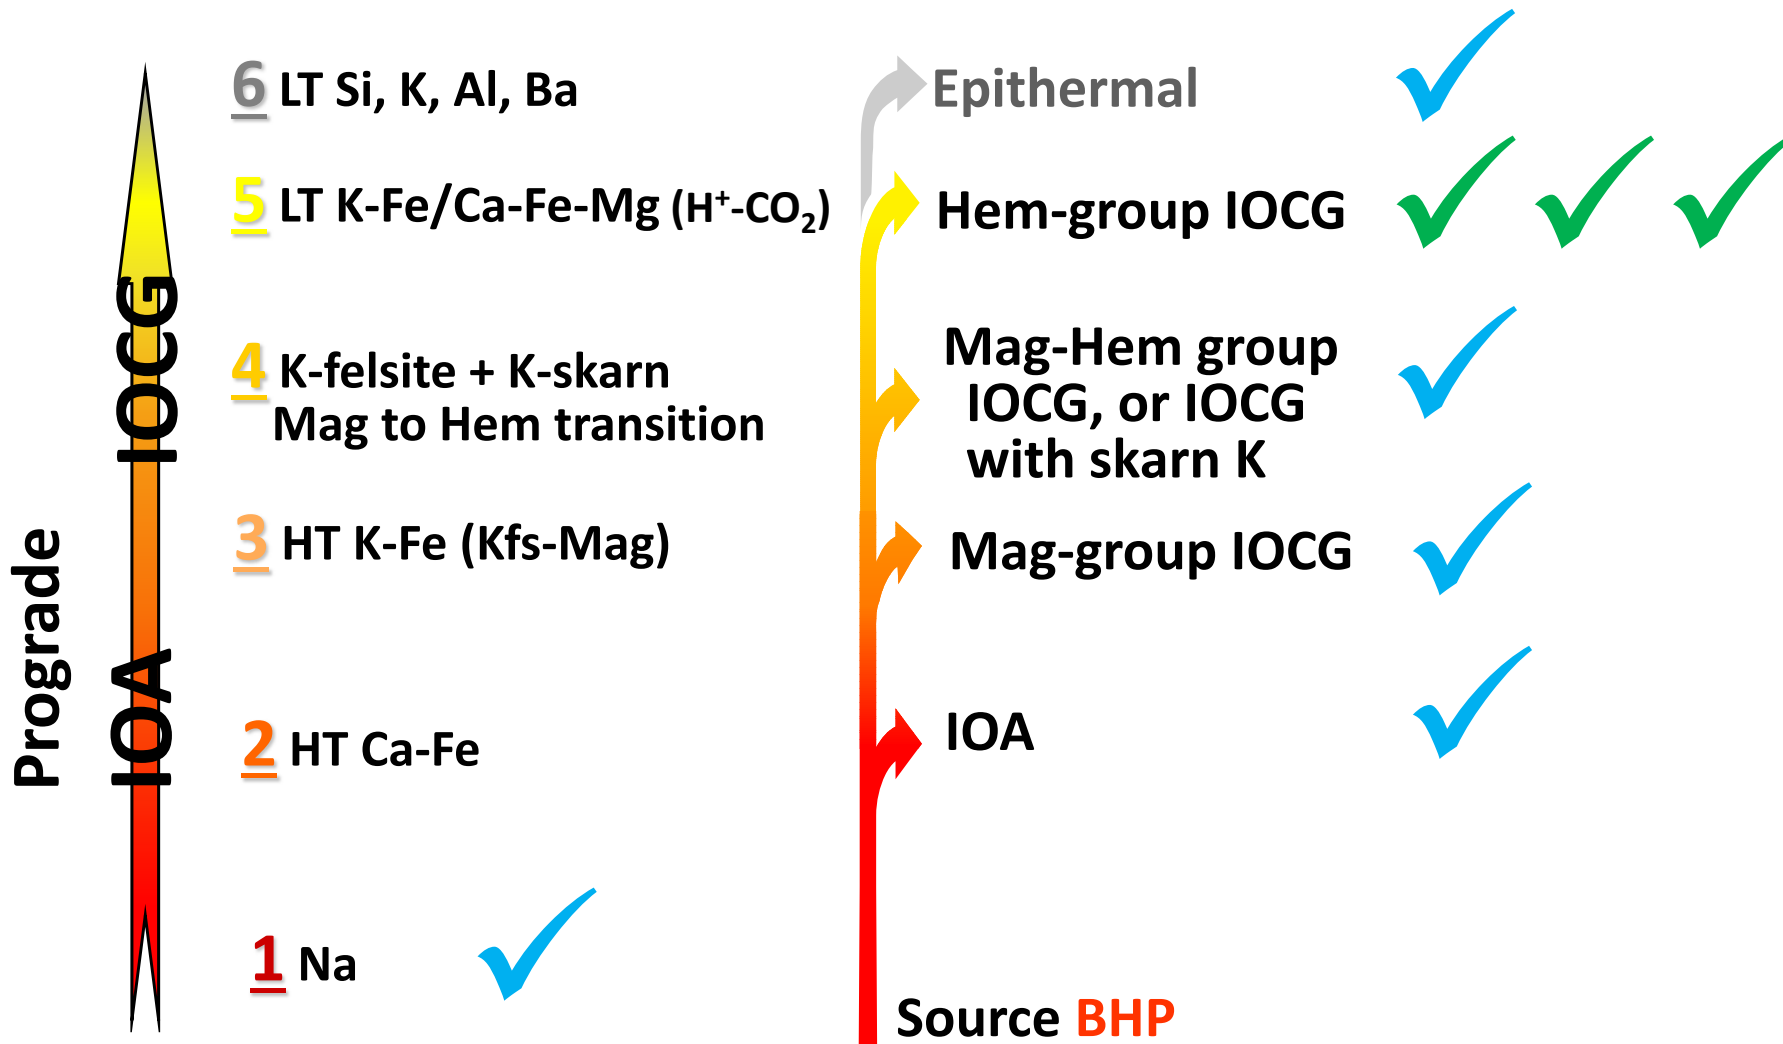 6 LT Si, K, Al, Ba
Epithermal
5 LT K-Fe/Ca-Fe-Mg (H⁺-CO₂)
Hem-group IOCG
4 K-felsite + K-skarn
Mag to Hem transition
Mag-Hem group
IOCG, or IOCG
with skarn K
3 HT K-Fe (Kfs-Mag)
Mag-group IOCG
2 HT Ca-Fe
IOA
1 Na
Source BHP
Prograde
IOA
IOCG